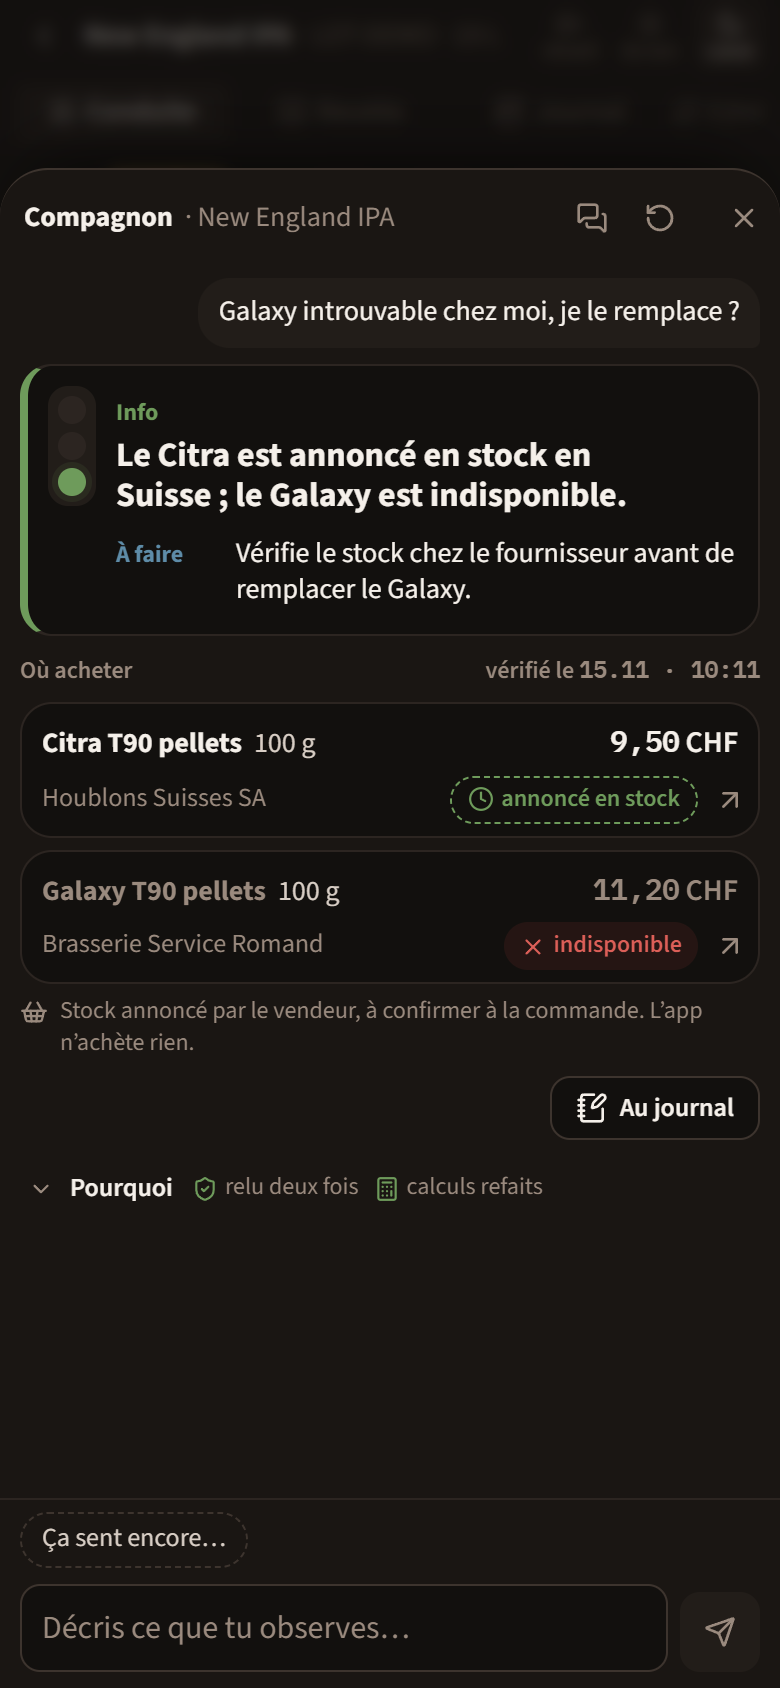 New England IPA
Compagnon · New England IPA
Galaxy introuvable chez moi, je le remplace ?
Info
Le Citra est annoncé en stock en
Suisse ; le Galaxy est indisponible.
À faire Vérifie le stock chez le fournisseur avant de
remplacer le Galaxy.
Où acheter vérifié le 15.11 · 10:11
Citra T90 pellets 100 g 9,50 CHF
Houblons Suisses SA annoncé en stock
Galaxy T90 pellets 100 g 11,20 CHF
Brasserie Service Romand indisponible
Stock annoncé par le vendeur, à confirmer à la commande. L’app
n’achète rien.
Au journal
Pourquoi relu deux fois calculs refaits
Ça sent encore…
Décris ce que tu observes…